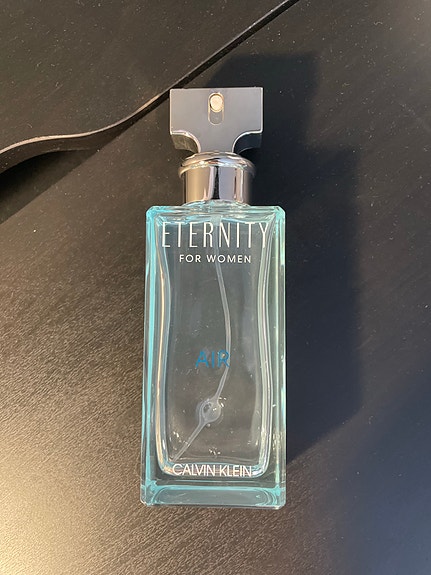 ETERNITY
FOR WOMEN
AIR
CALVIN KLEIN